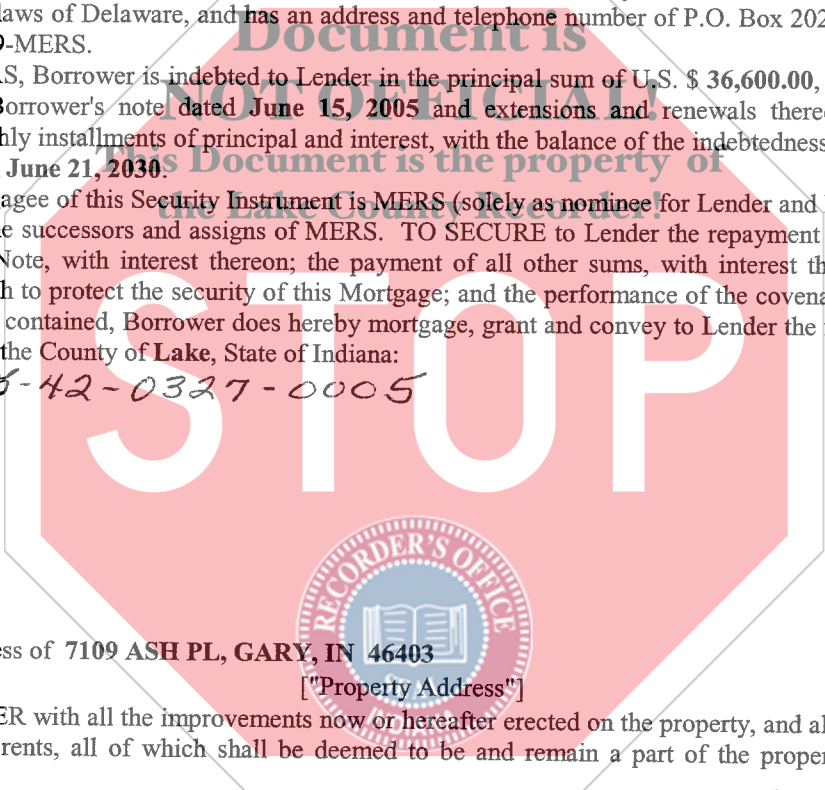 laws of Delaware, and has an address and telephone number of P.O. Box 202
Document is
9-MERS.
S, Borrower is indebted to Lender in the principal sum of U.S. $ 36,600.00,
NOT OFFICIAL!
Borrower's note dated June 15, 2005 and extensions and renewals there
hly installments of principal and interest, with the balance of the indebtedness
This Document is the property of
June 21, 2030.
the Lake County Recorder!
agee of this Security Instrument is MERS (solely as nominee for Lender and
e successors and assigns of MERS. TO SECURE to Lender the repayment
Note, with interest thereon; the payment of all other sums, with interest th
h to protect the security of this Mortgage; and the performance of the covena
contained, Borrower does hereby mortgage, grant and convey to Lender the
the County of Lake, State of Indiana:
-42-0327-0005
STOP
RECORDER'S OFFICE
ess of 7109 ASH PL, GARY, IN 46403
["Property Address"]
SEAL
ER with all the improvements now or hereafter erected on the property, and al
rents, all of which shall be deemed to be and remain a part of the proper